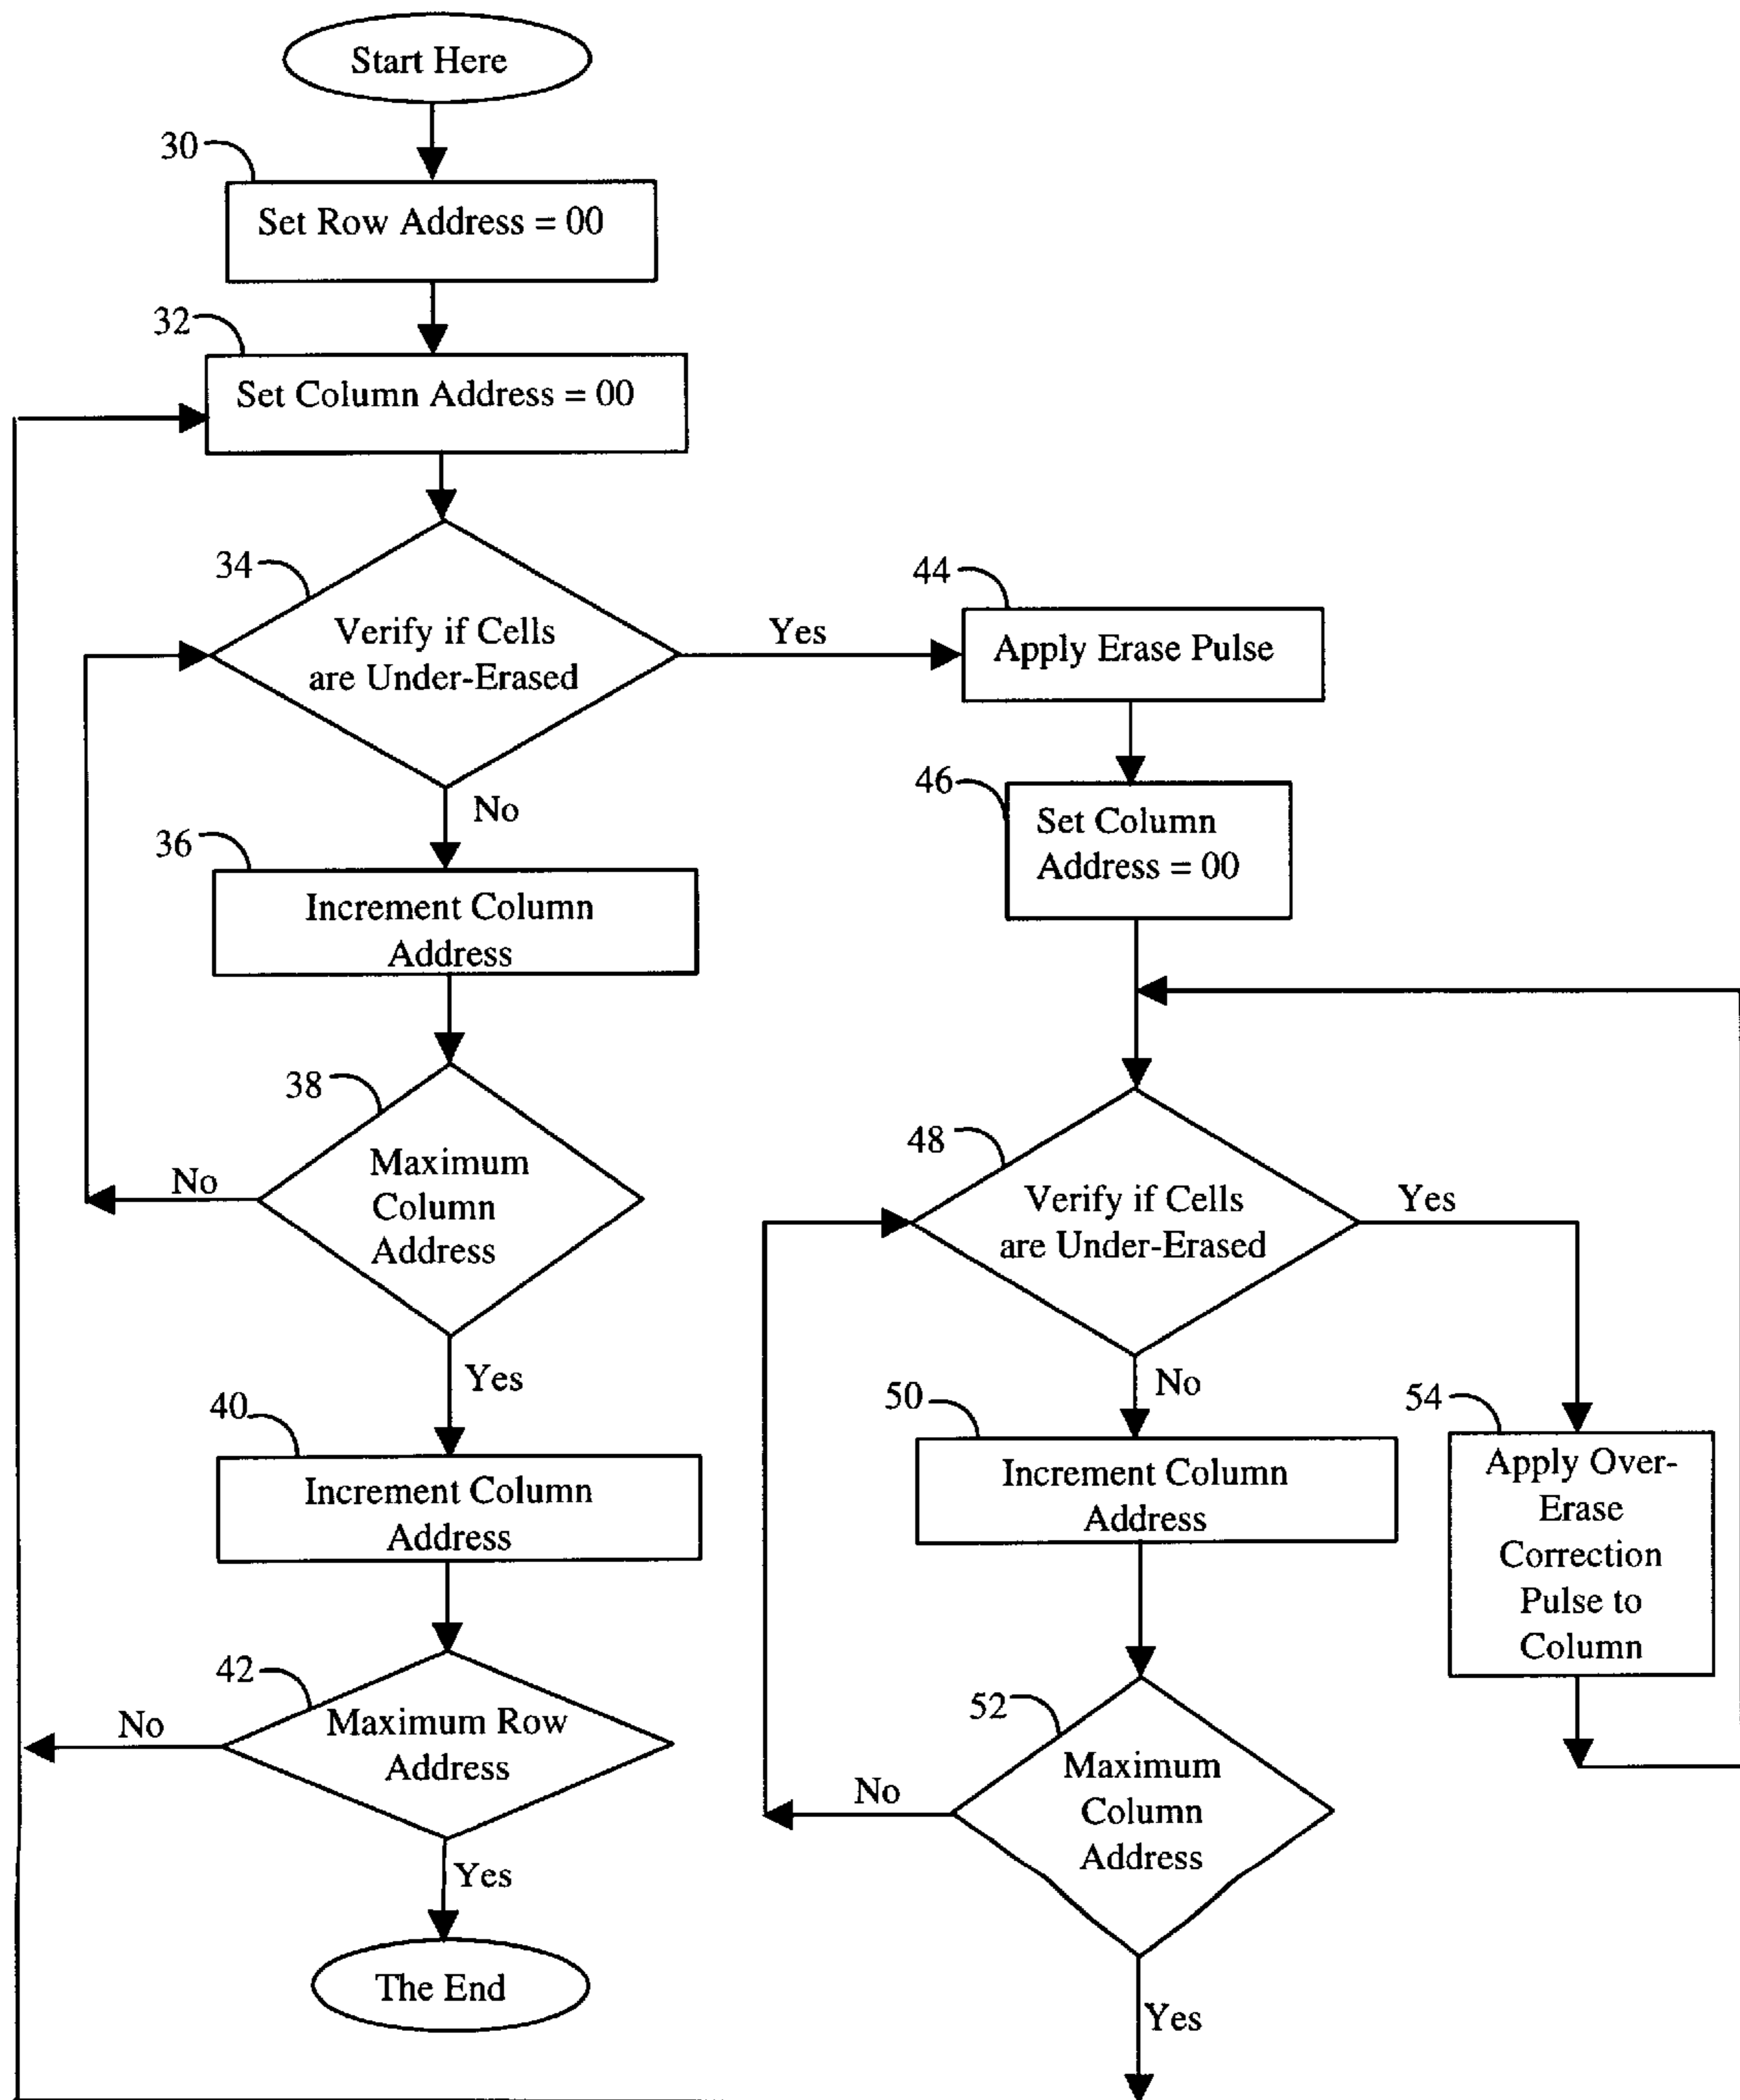 Start Here
30
Set Row Address = 00
32
Set Column Address = 00
34
Verify if Cells
are Under-Erased
Yes
No
36
Increment Column
Address
38
Maximum
Column
Address
No
Yes
40
Increment Column
Address
42
Maximum Row
Address
No
Yes
The End
44
Apply Erase Pulse
46
Set Column
Address = 00
48
Verify if Cells
are Under-Erased
Yes
No
50
Increment Column
Address
52
Maximum
Column
Address
No
Yes
54
Apply Over-
Erase
Correction
Pulse to
Column